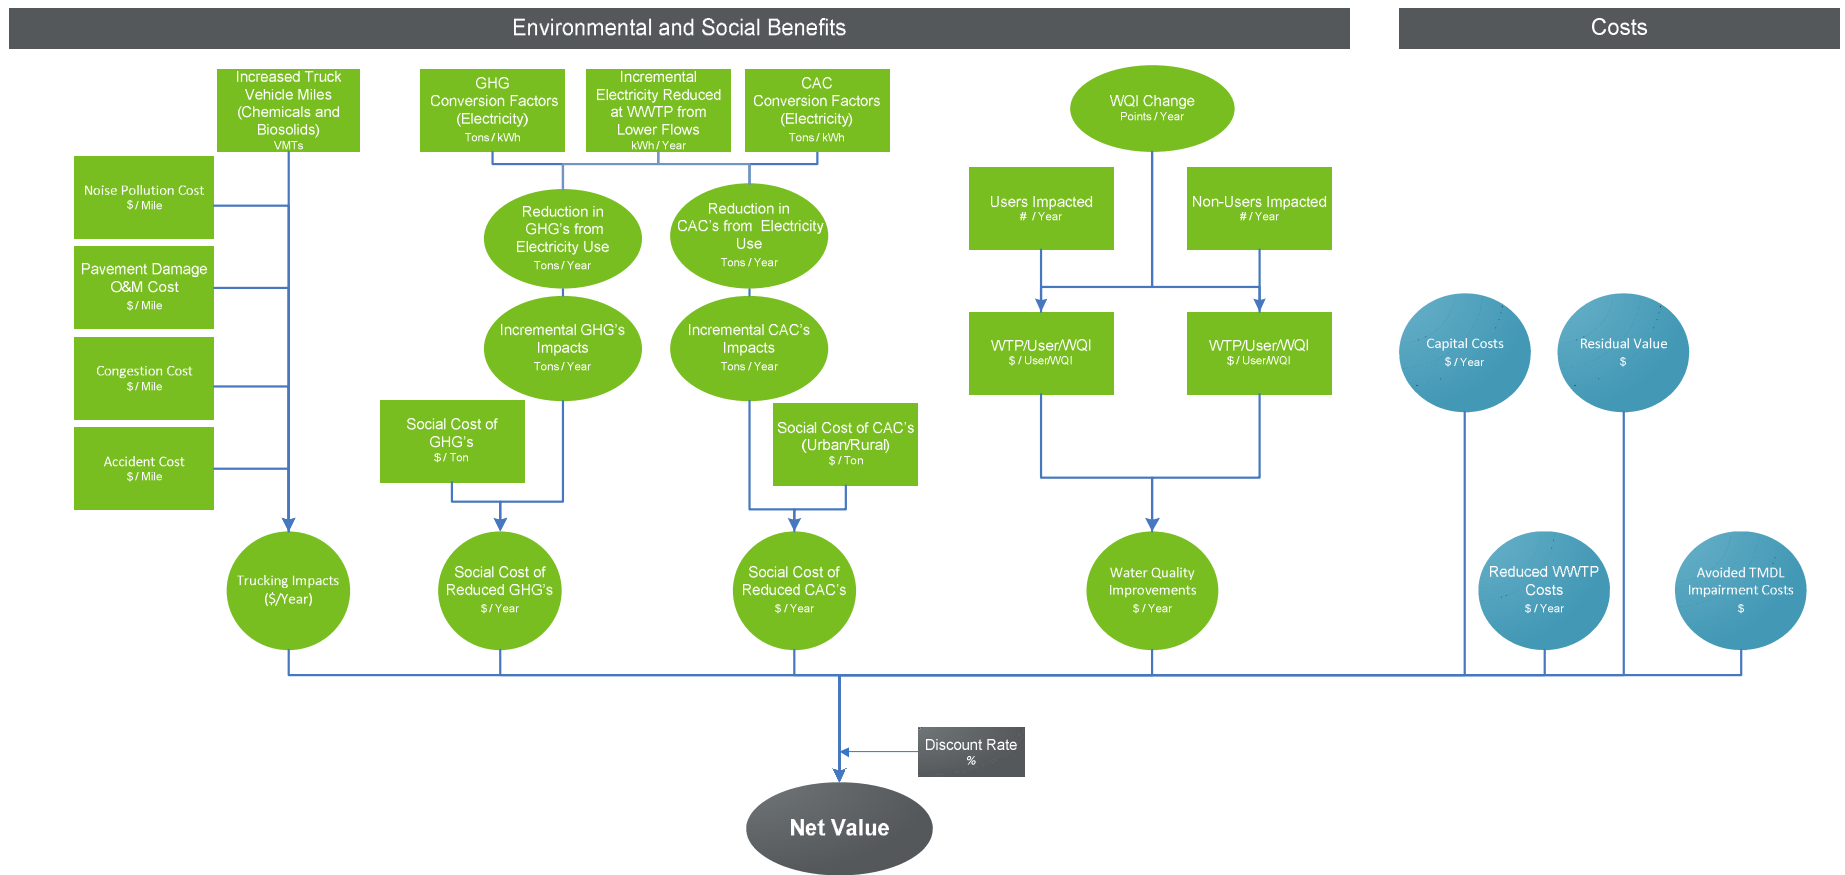 Environmental and Social Benefits
Costs
Increased Truck
Vehicle Miles
(Chemicals and
Biosolids)
VMTs
GHG
Conversion Factors
(Electricity)
Tons / kWh
Incremental
Electricity Reduced
at WWTP from
Lower Flows
kWh / Year
CAC
Conversion Factors
(Electricity)
Tons / kWh
WQI Change
Points / Year
Noise Pollution Cost
$ / Mile
Pavement Damage
O&M Cost
$ / Mile
Congestion Cost
$ / Mile
Accident Cost
$ / Mile
Reduction in
GHG's from
Electricity Use
Tons / Year
Reduction in
CAC's from Electricity
Use
Tons / Year
Users Impacted
# / Year
Non-Users Impacted
# / Year
Incremental GHG's
Impacts
Tons / Year
Incremental CAC's
Impacts
Tons / Year
WTP/User/WQI
$ / User/WQI
WTP/User/WQI
$ / User/WQI
Capital Costs
$ / Year
Residual Value
$
Social Cost of
GHG's
$ / Ton
Social Cost of CAC's
(Urban/Rural)
$ / Ton
Trucking Impacts
($/Year)
Social Cost of
Reduced GHG's
$ / Year
Social Cost of
Reduced CAC's
$ / Year
Water Quality
Improvements
$ / Year
Reduced WWTP
Costs
$ / Year
Avoided TMDL
Impairment Costs
$
Discount Rate
%
Net Value